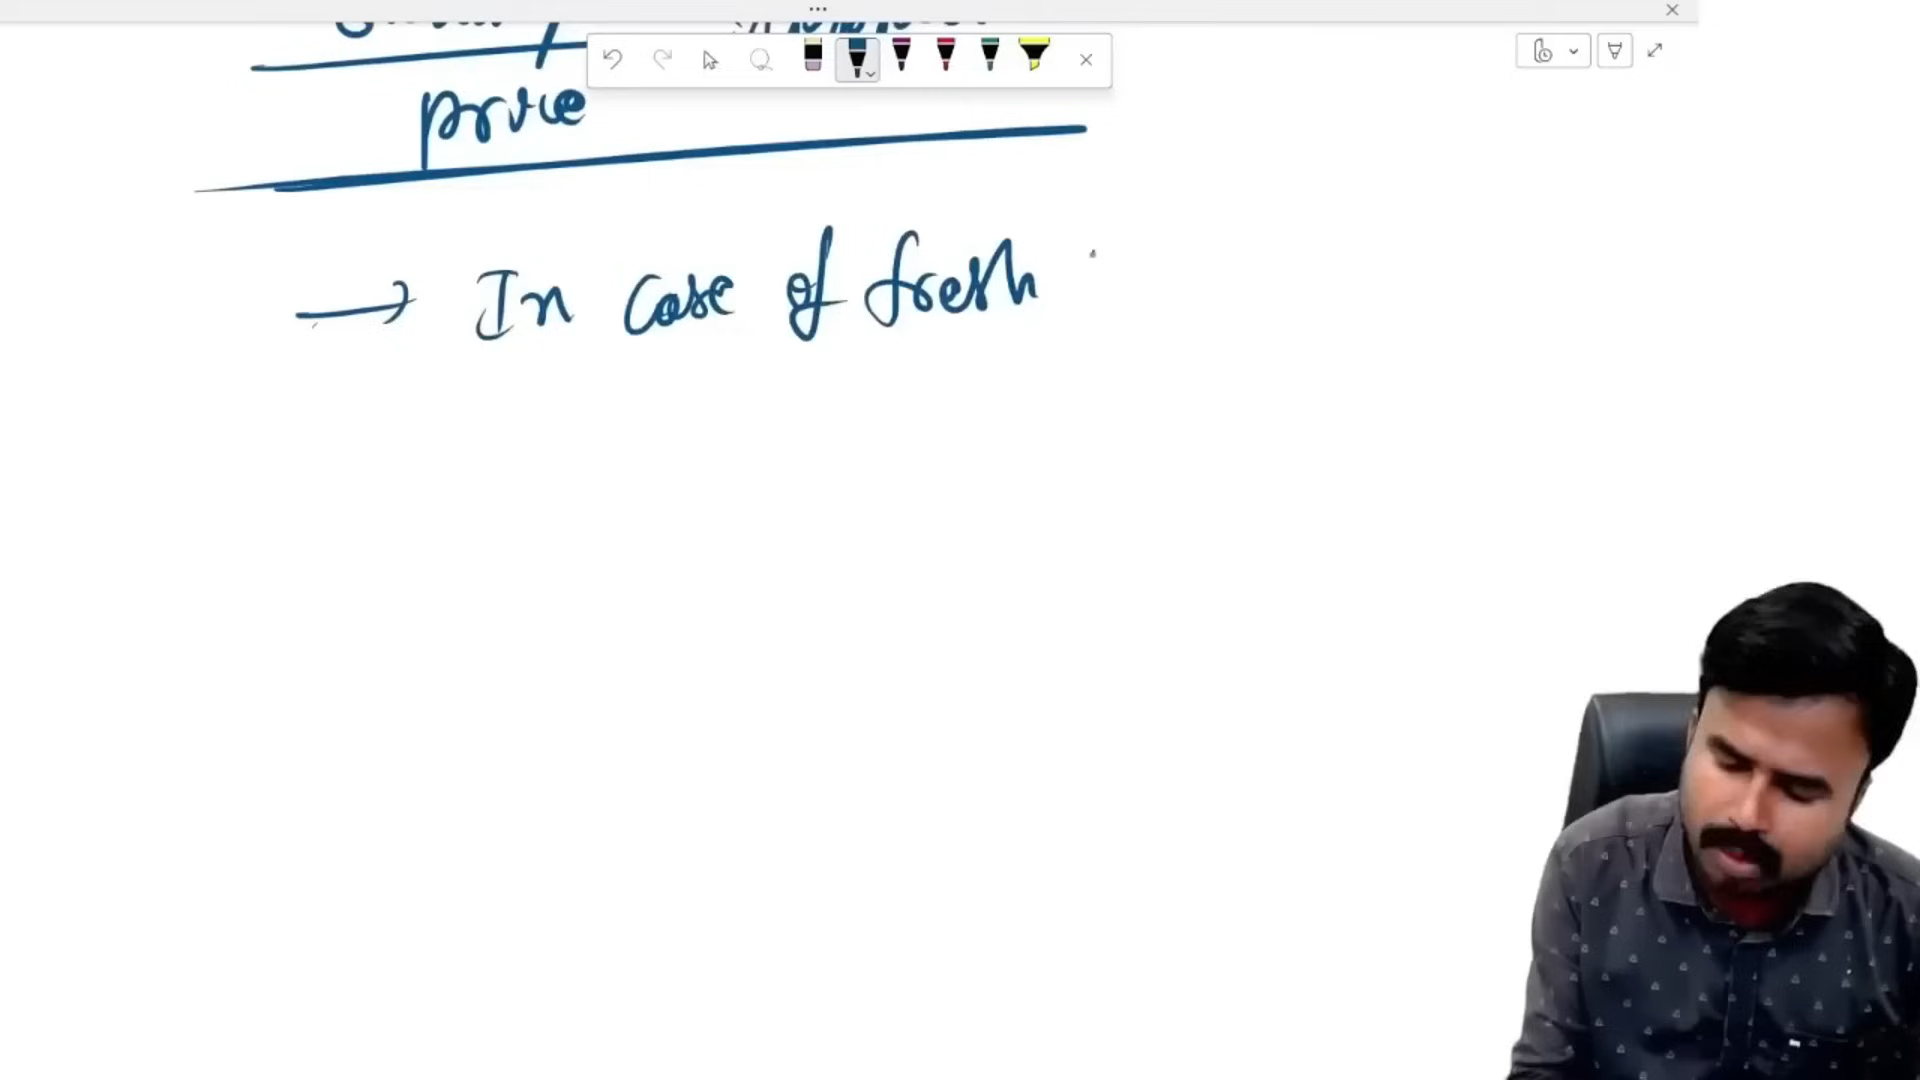 price
→ In case of fresh